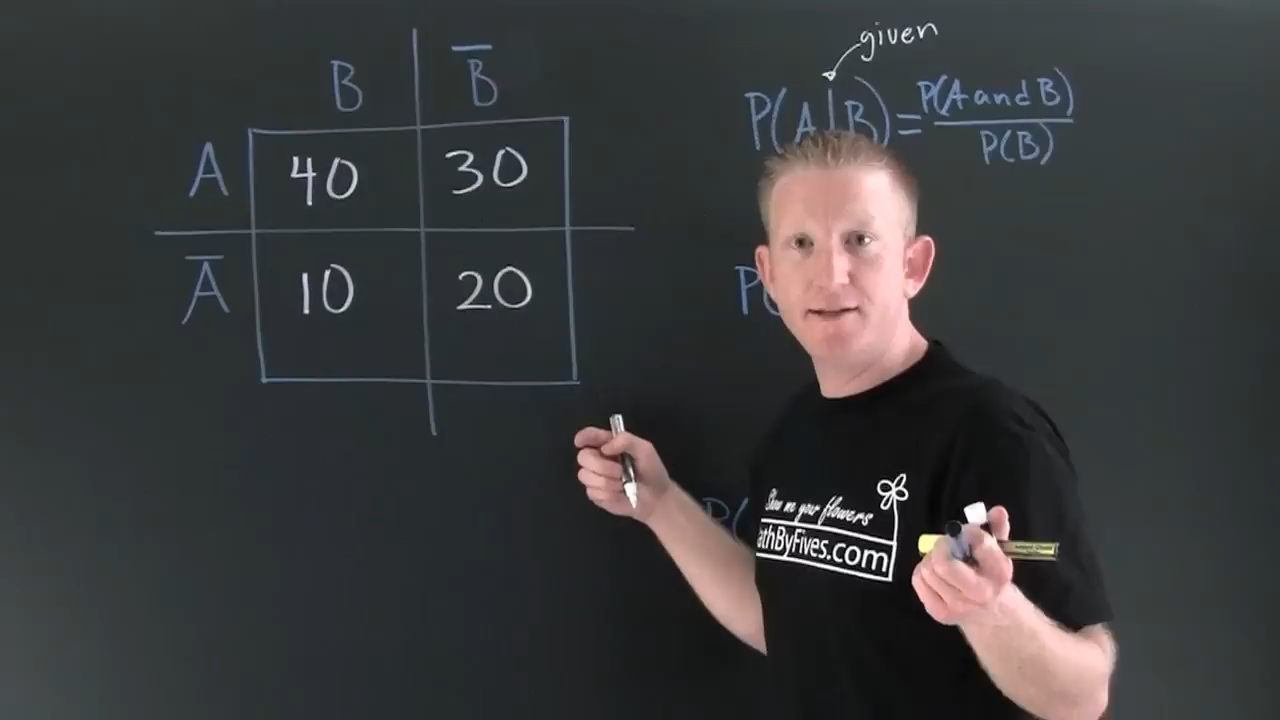 given
B B̅
P(A|B) = P(A and B) / P(B)
A 40 30
A̅ 10 20
P(
P(
Show me your flowers
athByFives.com